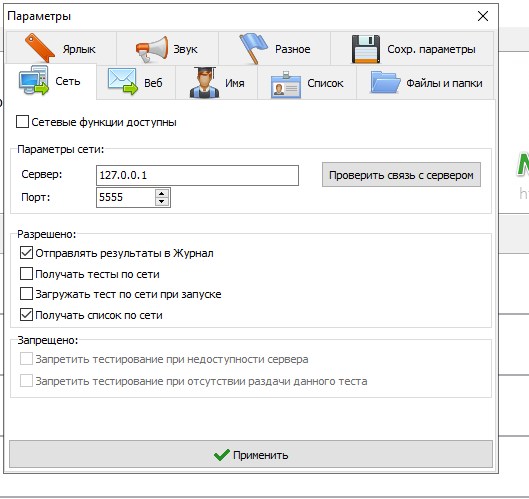 Параметры
Ярлык
Звук
Разное
Сохр. параметры
Сеть
Веб
Имя
Список
Файлы и папки
Сетевые функции доступны
Параметры сети:
Сервер: 127.0.0.1 Проверить связь с сервером
Порт: 5555
Разрешено:
Отправлять результаты в Журнал
Получать тесты по сети
Загружать тест по сети при запуске
Получать список по сети
Запрещено:
Запретить тестирование при недоступности сервера
Запретить тестирование при отсутствии раздачи данного теста
Применить